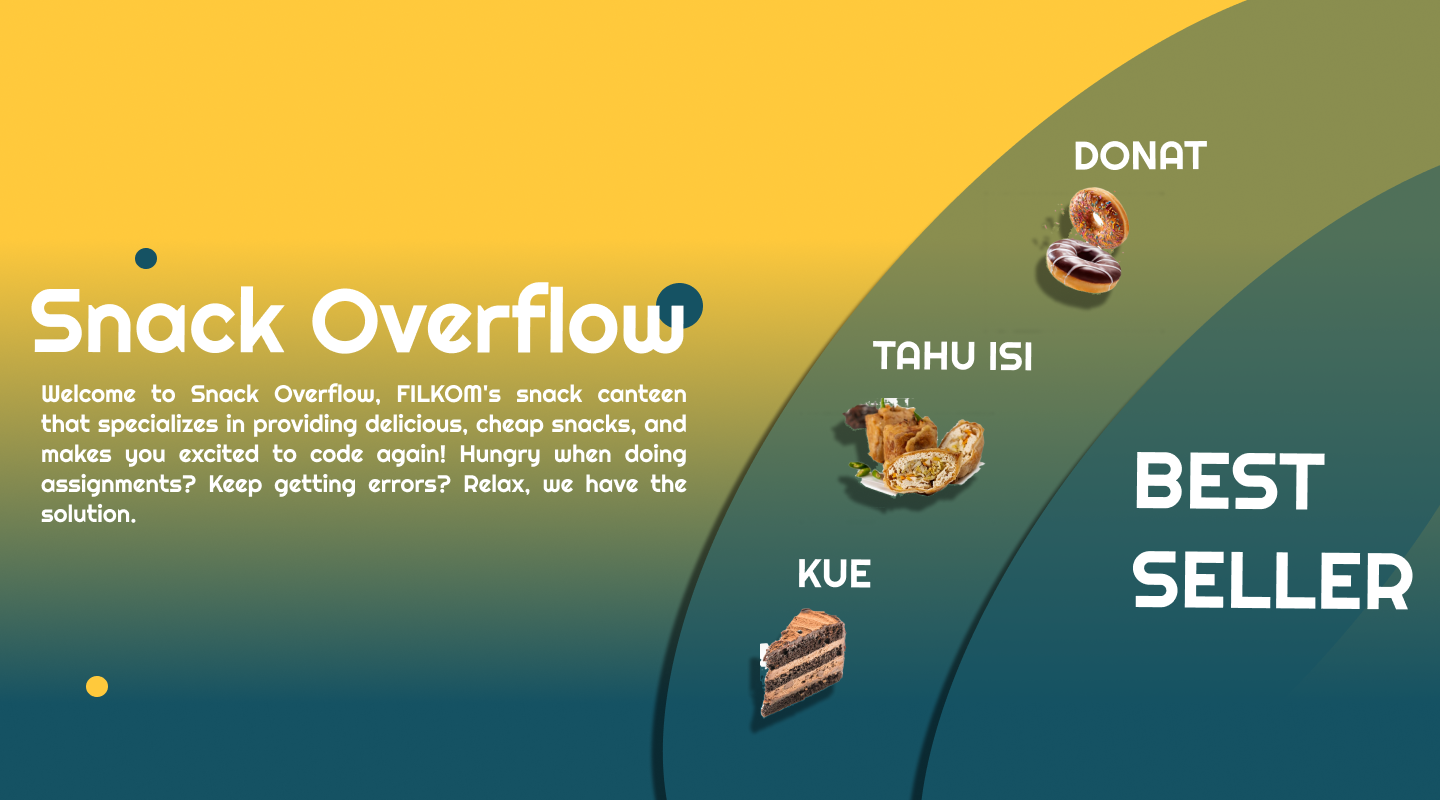 Snack Overflow
Welcome to Snack Overflow, FILKOM's snack canteen
that specializes in providing delicious, cheap snacks, and
makes you excited to code again! Hungry when doing
assignments? Keep getting errors? Relax, we have the
solution.
DONAT
TAHU ISI
KUE
BEST
SELLER